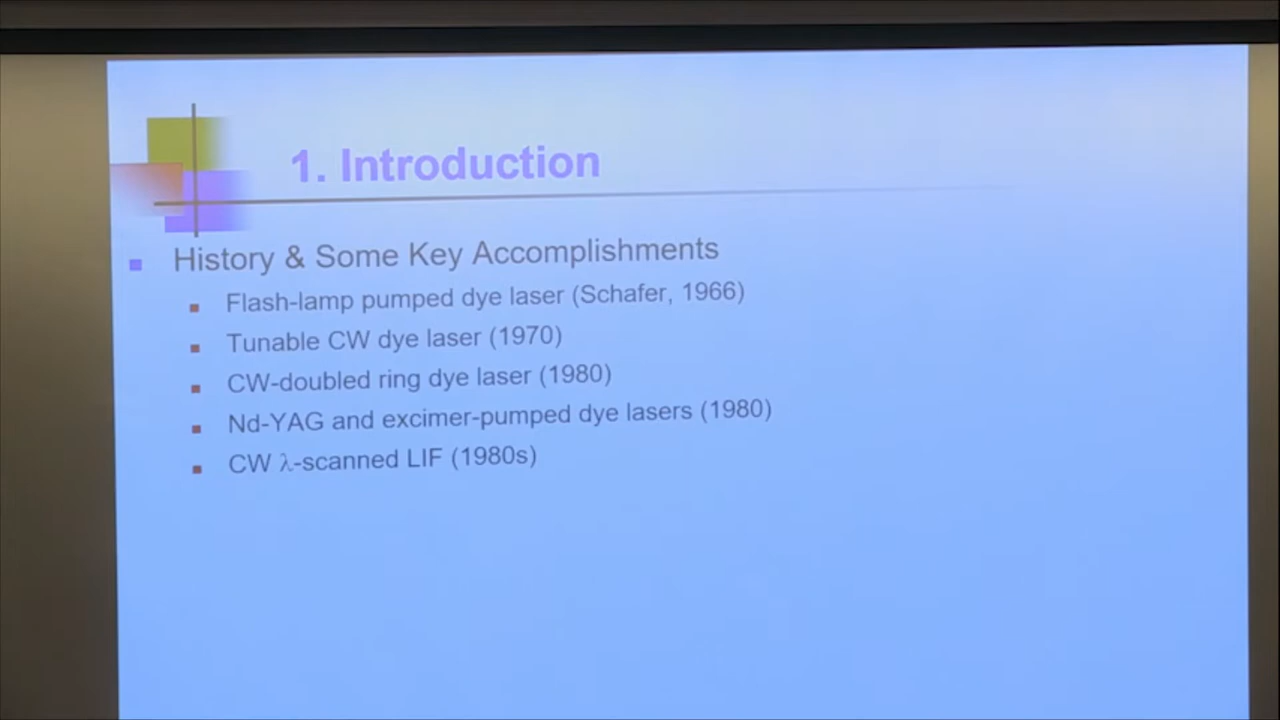 1. Introduction
History & Some Key Accomplishments
Flash-lamp pumped dye laser (Schafer, 1966)
Tunable CW dye laser (1970)
CW-doubled ring dye laser (1980)
Nd-YAG and excimer-pumped dye lasers (1980)
CW λ-scanned LIF (1980s)